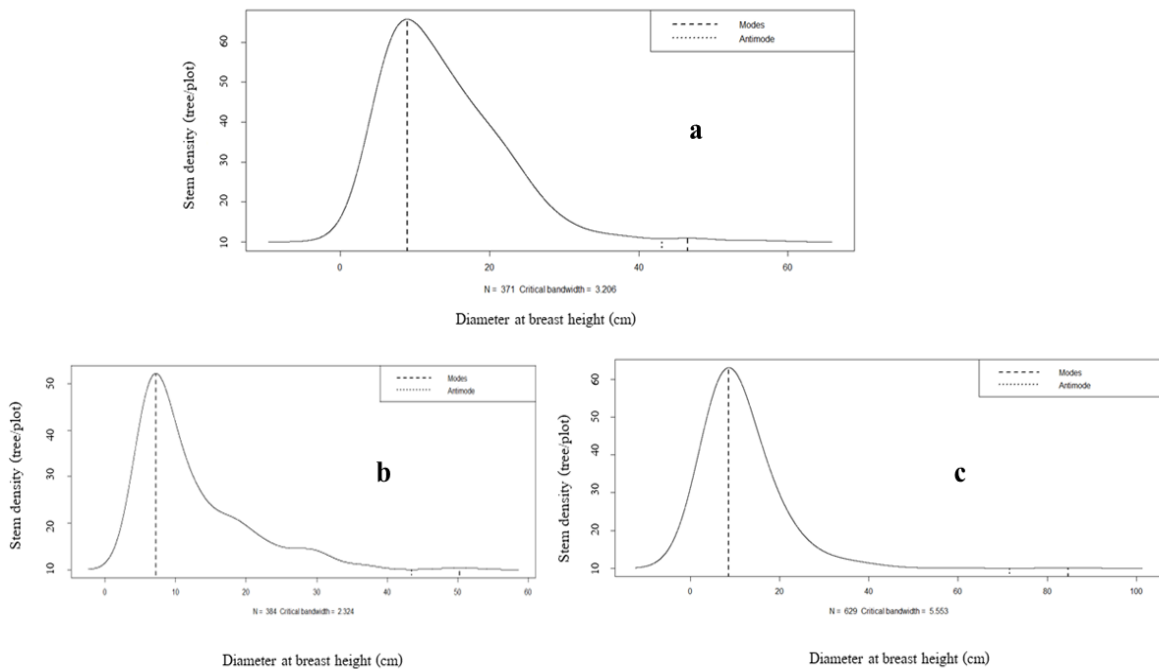 Modes
Antimode
Stem density (tree/plot)
60
50
40
30
20
10
a
0
20
40
60
N = 371 Critical bandwidth = 3.206
Diameter at breast height (cm)
Modes
Antimode
Stem density (tree/plot)
50
40
30
20
10
b
0
10
20
30
40
50
60
N = 384 Critical bandwidth = 2.324
Diameter at breast height (cm)
Modes
Antimode
Stem density (tree/plot)
60
50
40
30
20
10
c
0
20
40
60
80
100
N = 629 Critical bandwidth = 5.553
Diameter at breast height (cm)